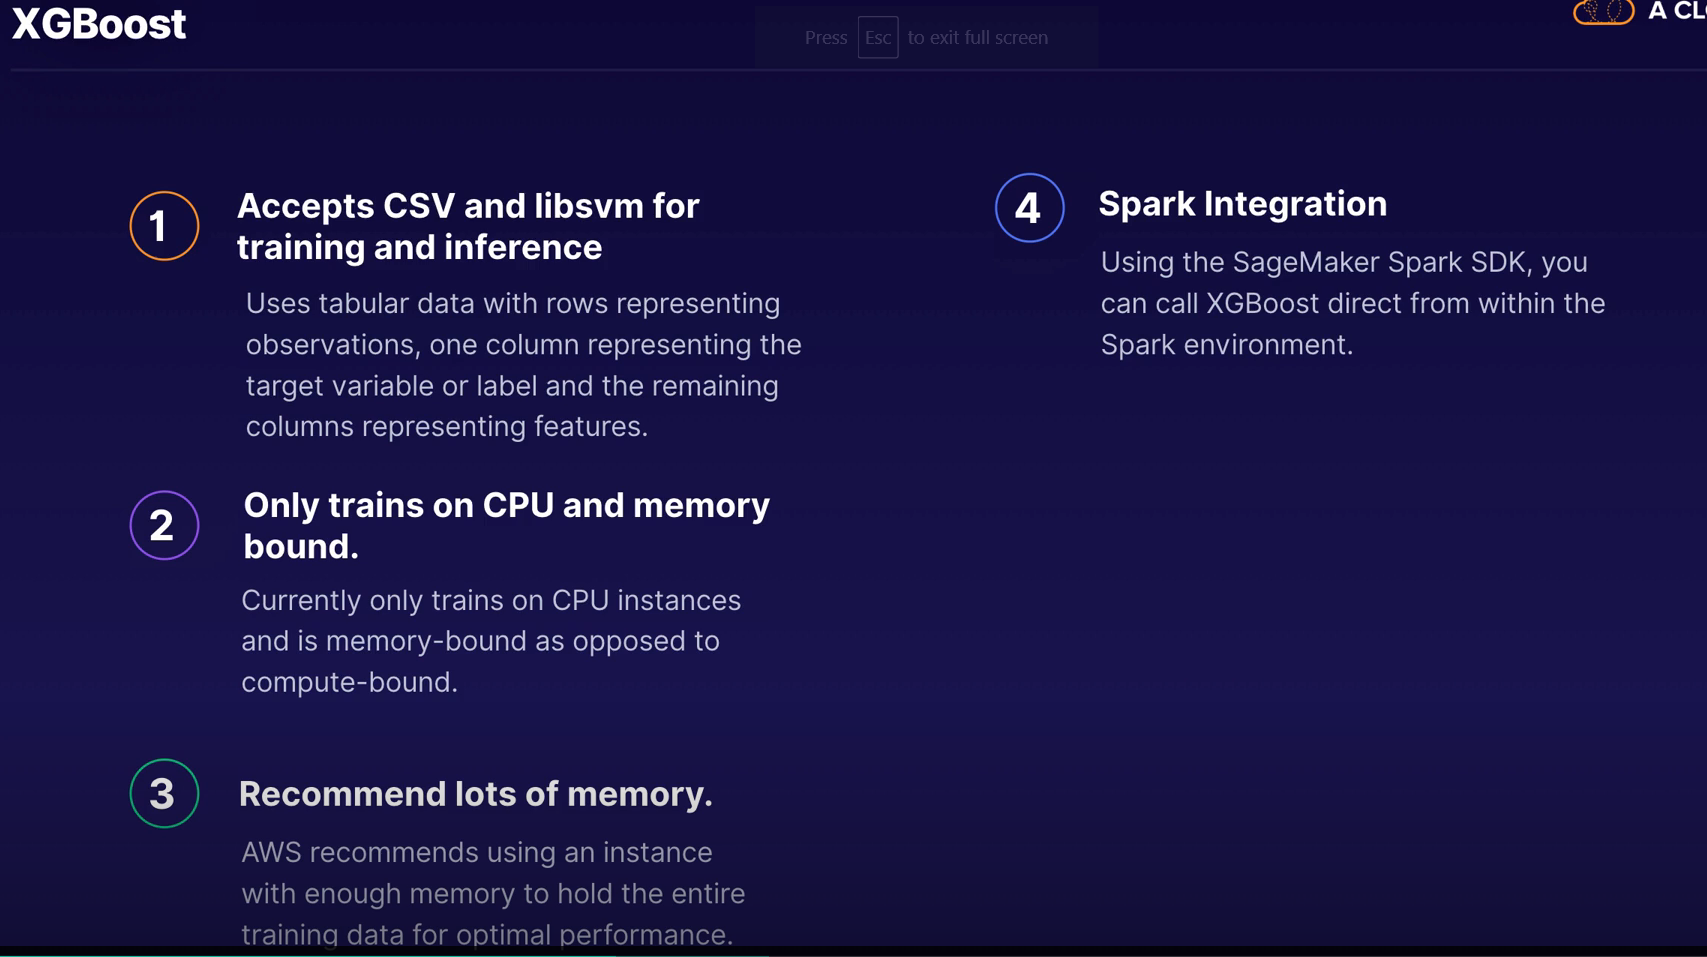 XGBoost
Press Esc to exit full screen
A CL
1
Accepts CSV and libsvm for
training and inference
Uses tabular data with rows representing
observations, one column representing the
target variable or label and the remaining
columns representing features.
2
Only trains on CPU and memory
bound.
Currently only trains on CPU instances
and is memory-bound as opposed to
compute-bound.
3
Recommend lots of memory.
AWS recommends using an instance
with enough memory to hold the entire
training data for optimal performance.
4
Spark Integration
Using the SageMaker Spark SDK, you
can call XGBoost direct from within the
Spark environment.